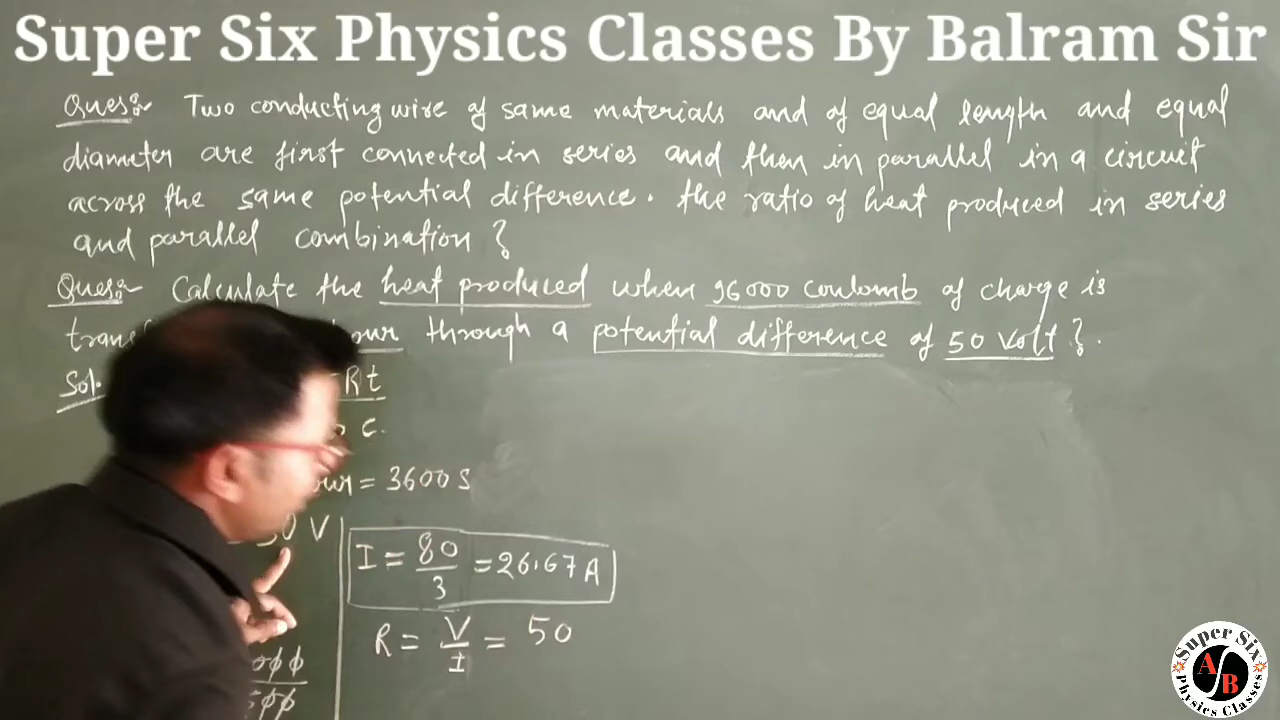 Super Six Physics Classes By Balram Sir
Ques:- Two conducting wire of same materials and of equal length and equal
diameter are first connected in series and then in parallel in a circuit
across the same potential difference. the ratio of heat produced in series
and parallel combination ?
Ques:- Calculate the heat produced when 96000 coulomb of charge is
through a potential difference of 50 Volt ?.
Sol. Rt
c.
= 3600 S
50 V
I = 80/3 = 26.67 A
R = V/I = 50
Super Six
AB
Physics Classes